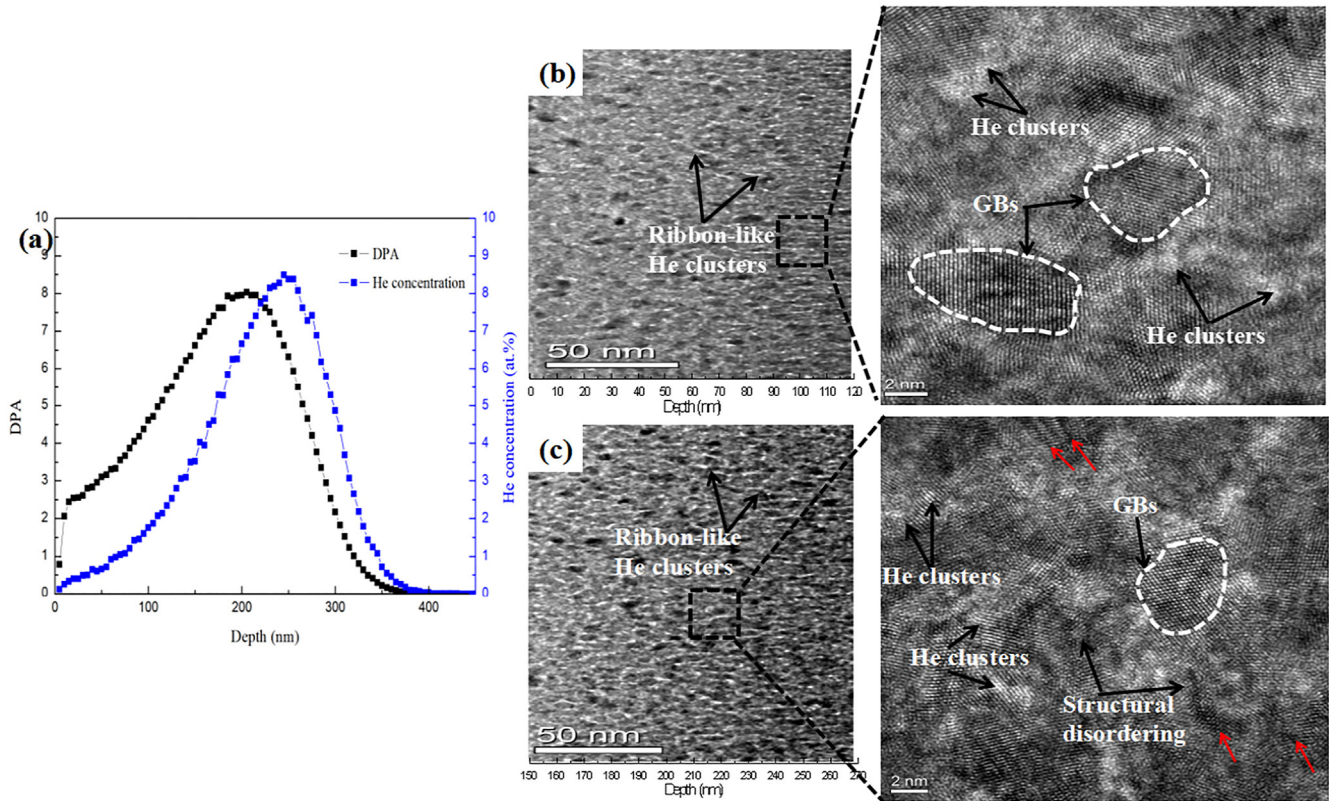 (a)
10
9
8
7
6
5
4
3
2
1
0
DPA
DPA
He concentration
10
9
8
7
6
5
4
3
2
1
0
He concentration (at.%)
0 100 200 300 400
Depth (nm)
(b)
Ribbon-like
He clusters
50 nm
0 10 20 30 40 50 60 70 80 90 100 110 120
Depth (nm)
He clusters
GBs
He clusters
2 nm
(c)
Ribbon-like
He clusters
50 nm
150 160 170 180 190 200 210 220 230 240 250 260 270
Depth (nm)
GBs
He clusters
He clusters
Structural
disordering
2 nm